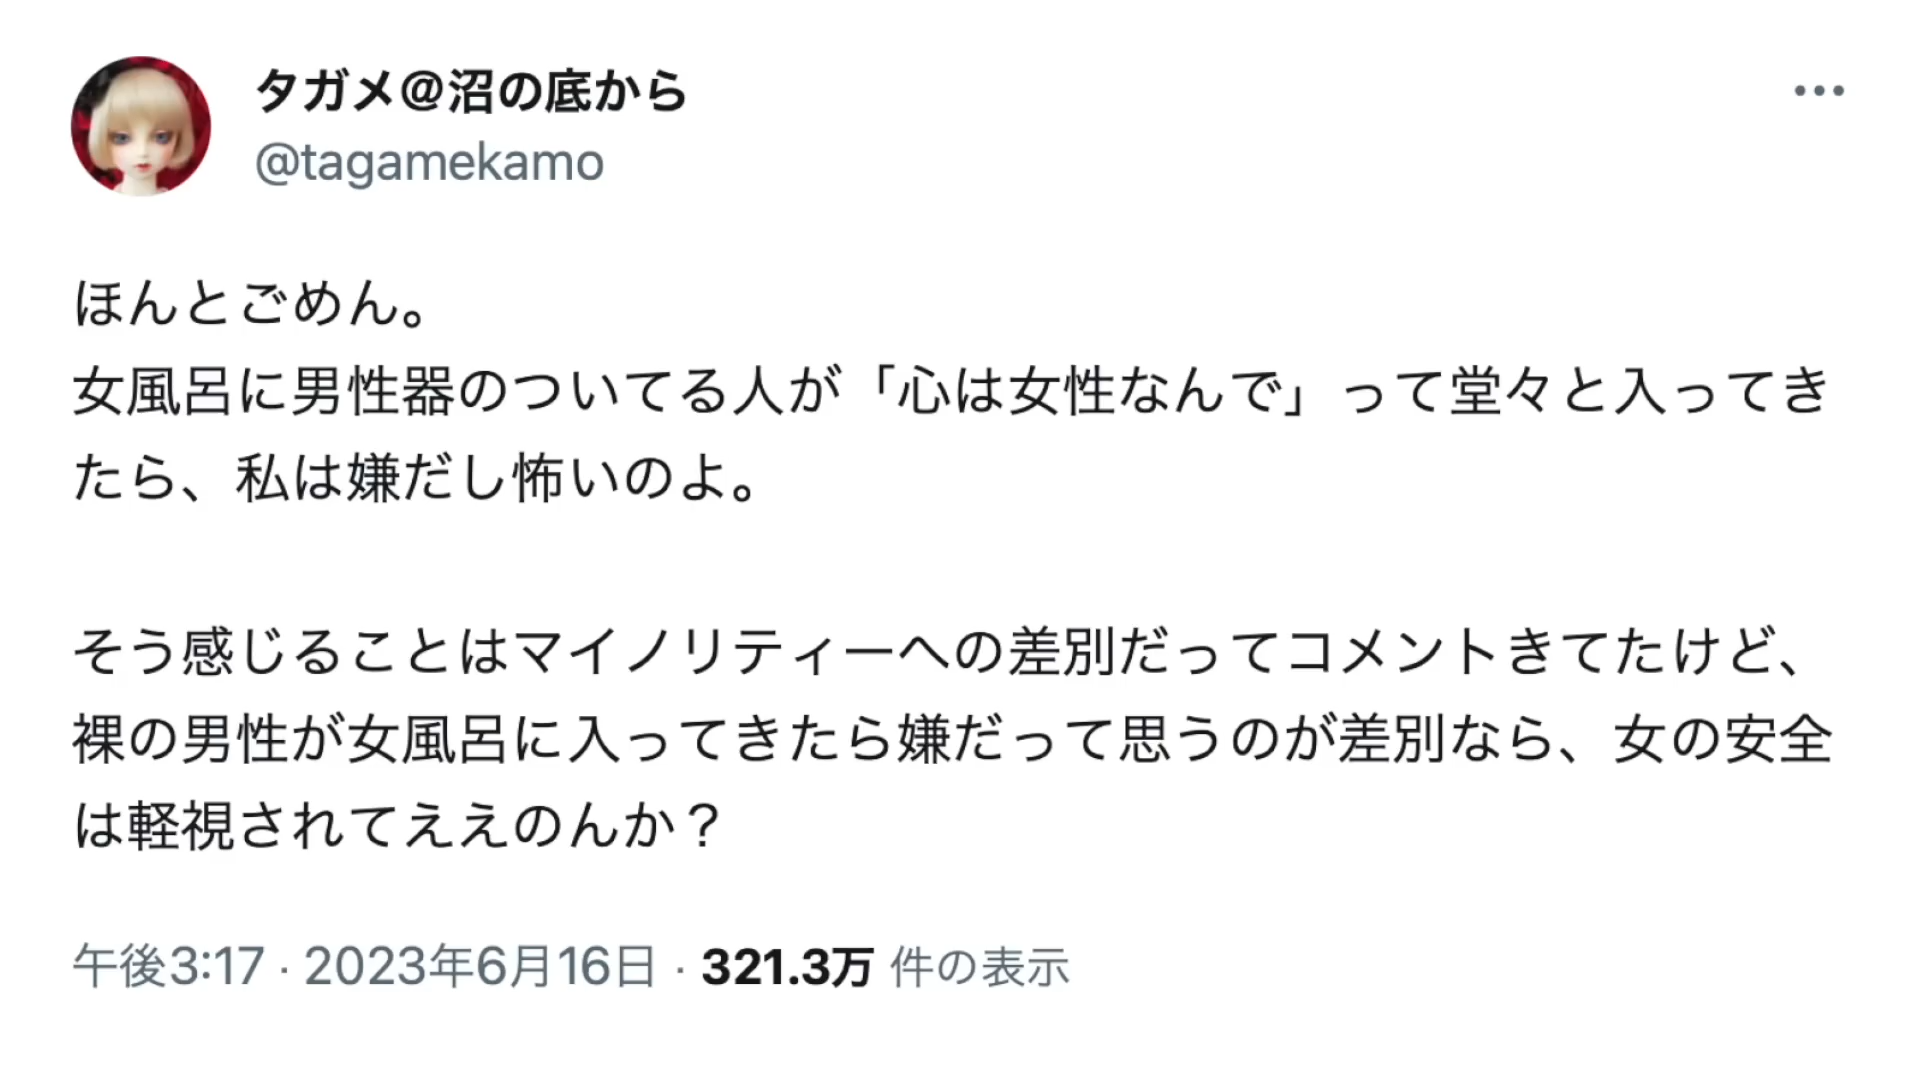 タガメ@沼の底から
@tagamekamo
ほんとごめん。
女風呂に男性器のついてる人が「心は女性なんで」って堂々と入ってき
たら、私は嫌だし怖いのよ。
そう感じることはマイノリティーへの差別だってコメントきてたけど、
裸の男性が女風呂に入ってきたら嫌だって思うのが差別なら、女の安全
は軽視されてええのんか？
午後3:17 · 2023年6月16日 · 321.3万 件の表示